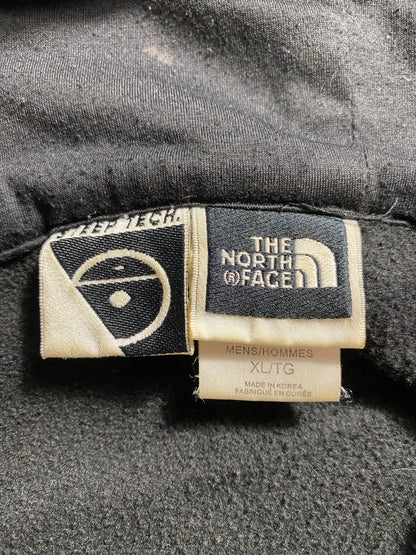 STEEP TECH.
THE
NORTH
(R) FACE
MENS/HOMMES
XL/TG
MADE IN KOREA
FABRIQUÉ EN CORÉE